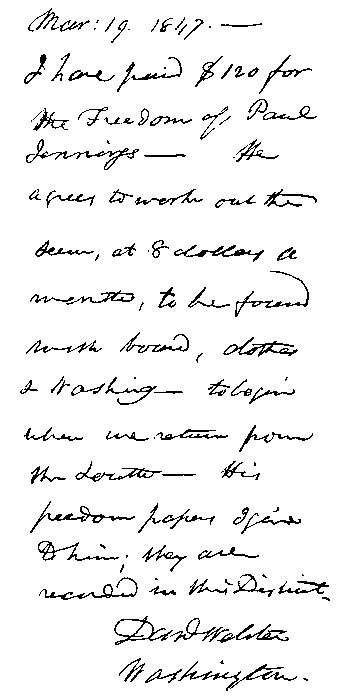 Mar: 19. 1847. —
I have paid $120 for
the Freedom of, Paul
Jennings — He
agrees to work out the
sum, at 8 dollars a
month, to be found
with board, clothes
& Washing — to begin
when we return from
the South — His
freedom papers I give
to him; they are
recorded in this District.
Danl Webster
Washington.